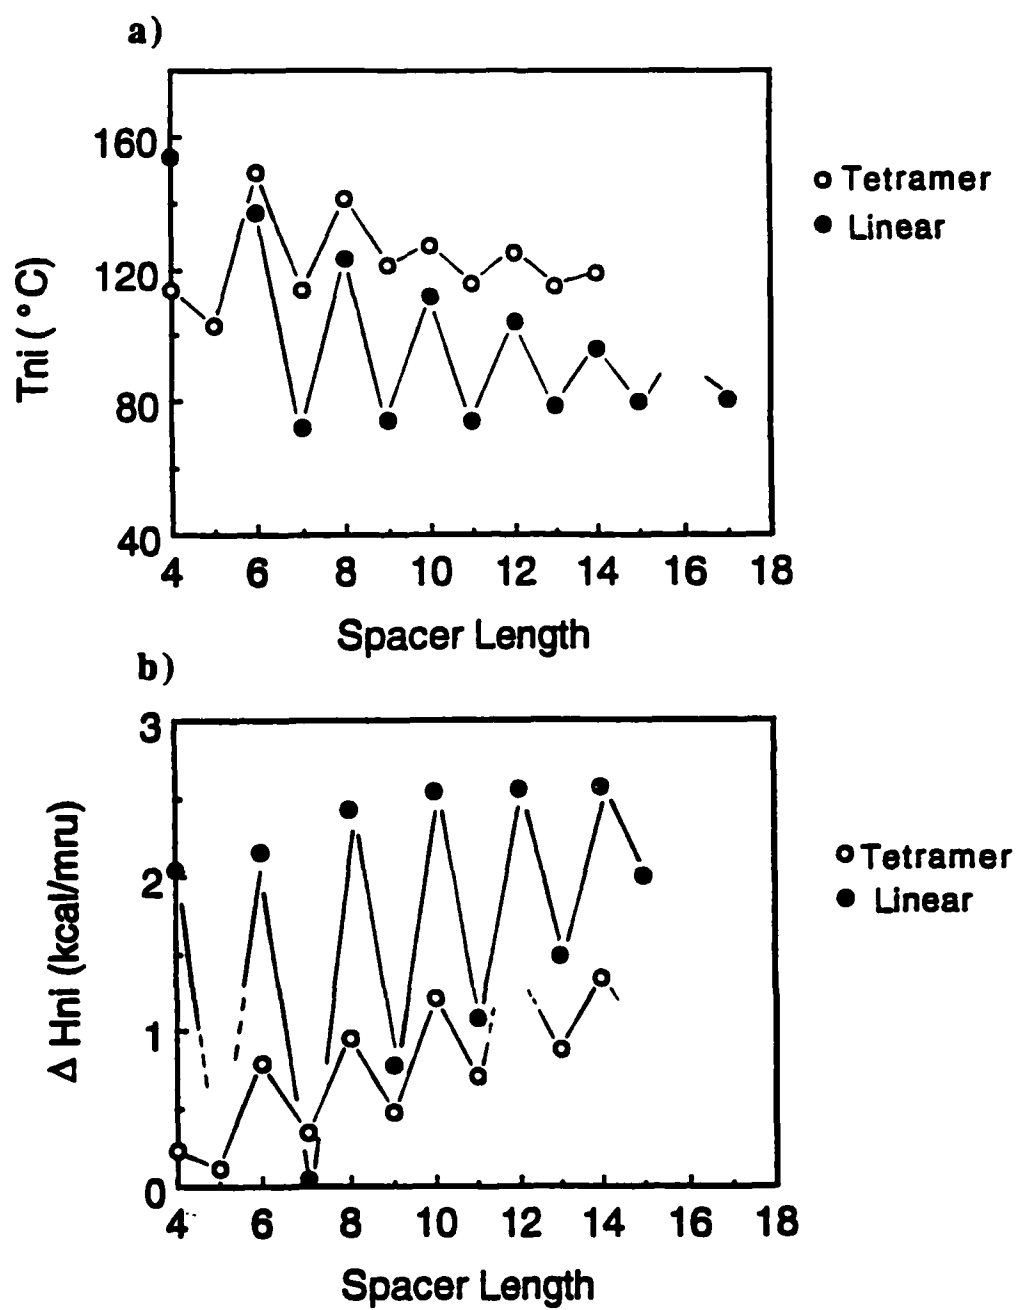 a)
160
120
80
40
Tni ( °C)
4 6 8 10 12 14 16 18
Spacer Length
Tetramer
Linear
b)
3
2
1
0
Δ Hni (kcal/mru)
4 6 8 10 12 14 16 18
Spacer Length
Tetramer
Linear